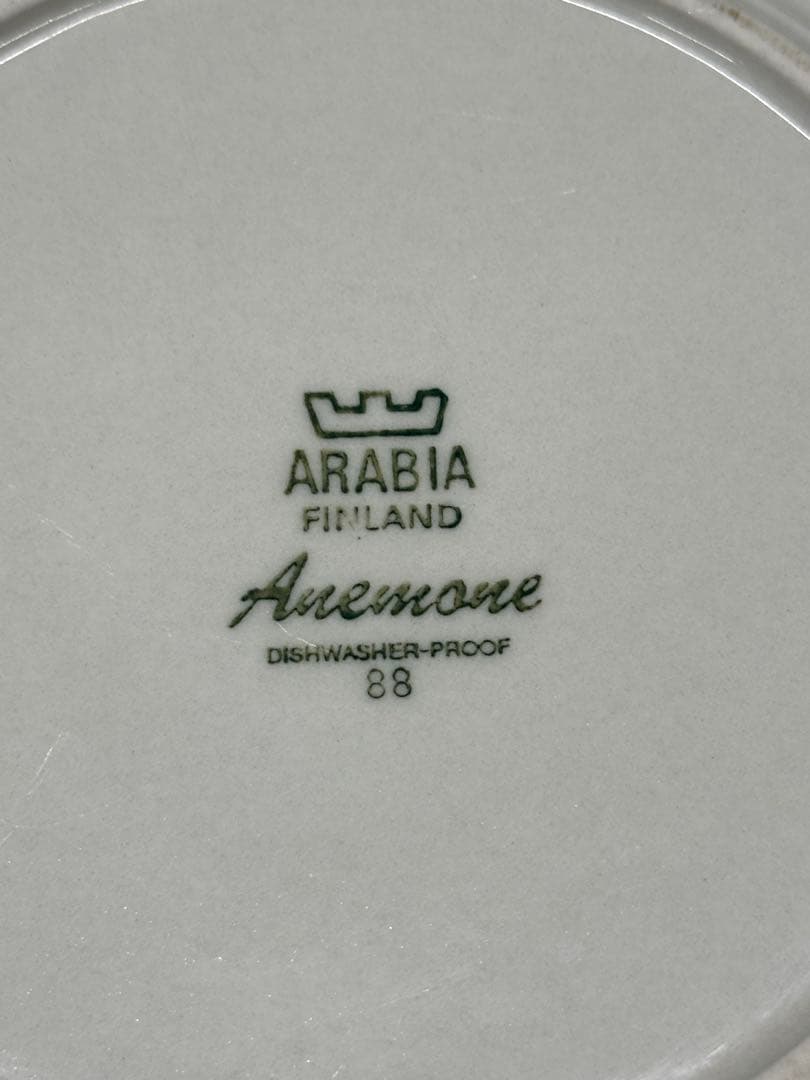 ARABIA
FINLAND
Anemone
DISHWASHER-PROOF
88